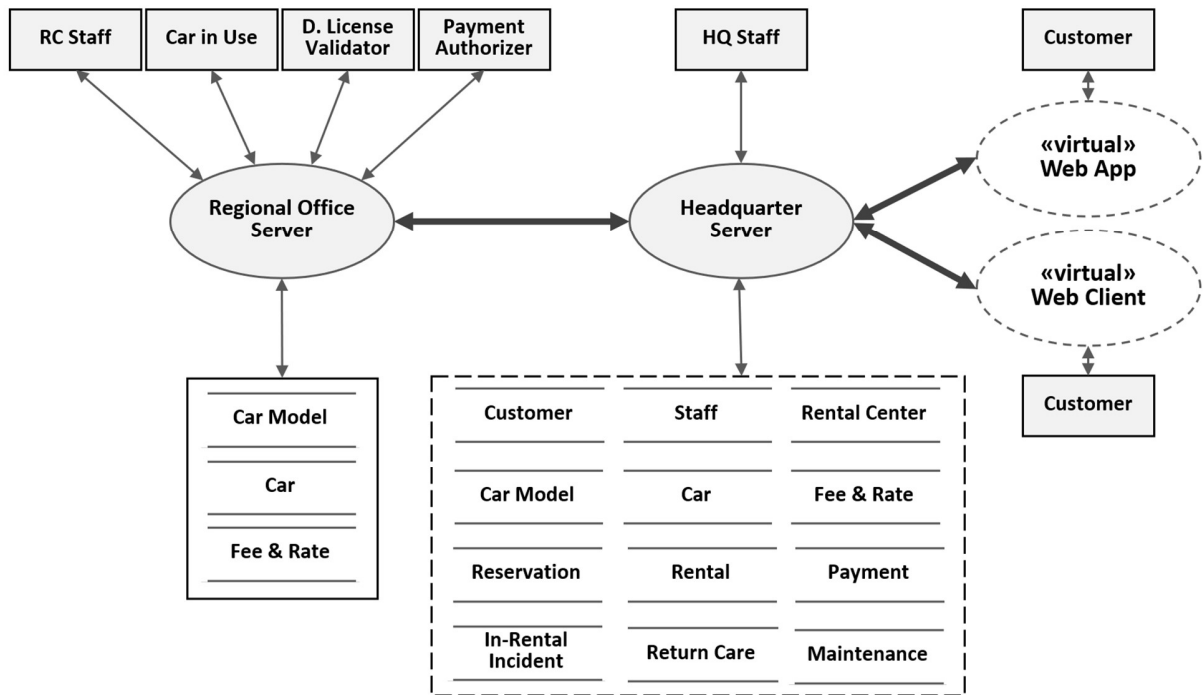 RC Staff
Car in Use
D. License
Validator
Payment
Authorizer
HQ Staff
Customer
«virtual»
Web App
Regional Office
Server
Headquarter
Server
«virtual»
Web Client
Customer
Car Model
Car
Fee & Rate
Customer
Staff
Rental Center
Car Model
Car
Fee & Rate
Reservation
Rental
Payment
In-Rental
Incident
Return Care
Maintenance